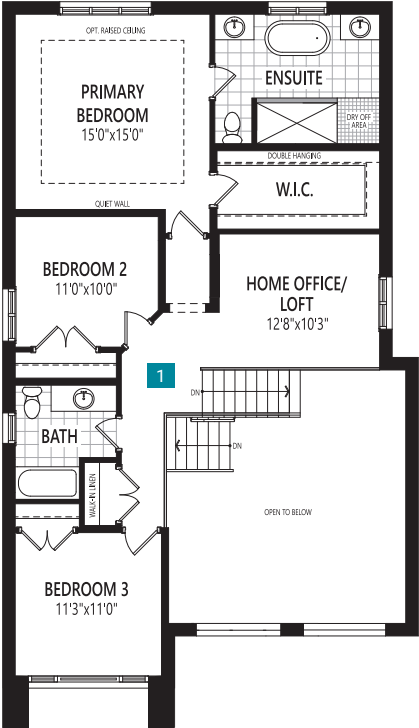 OPT. RAISED CEILING
PRIMARY
BEDROOM
15'0"x15'0"
QUIET WALL
ENSUITE
DRY OFF
AREA
DOUBLE HANGING
W.I.C.
BEDROOM 2
11'0"x10'0"
HOME OFFICE/
LOFT
12'8"x10'3"
1
DN
DN
BATH
WALK-IN LINEN
OPEN TO BELOW
BEDROOM 3
11'3"x11'0"